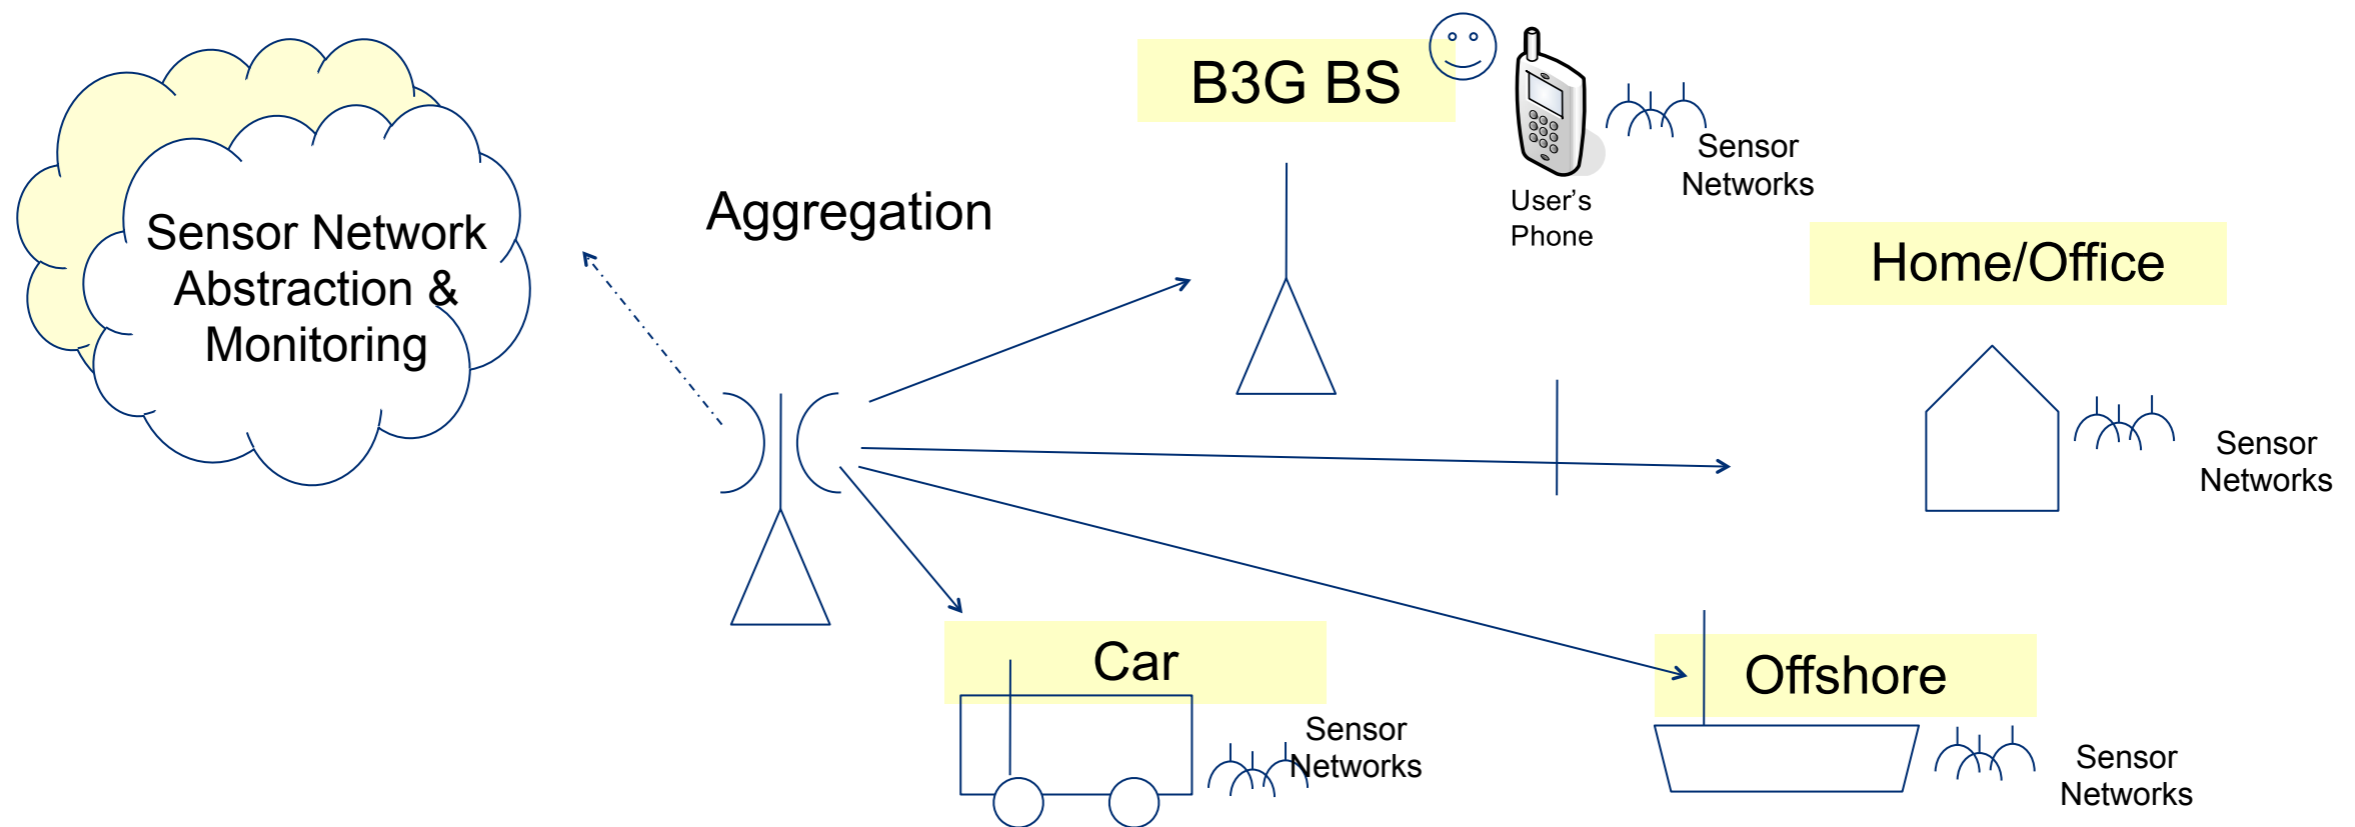 Sensor Network
Abstraction &
Monitoring
Aggregation
B3G BS
User’s
Phone
Sensor
Networks
Home/Office
Sensor
Networks
Car
Sensor
Networks
Offshore
Sensor
Networks